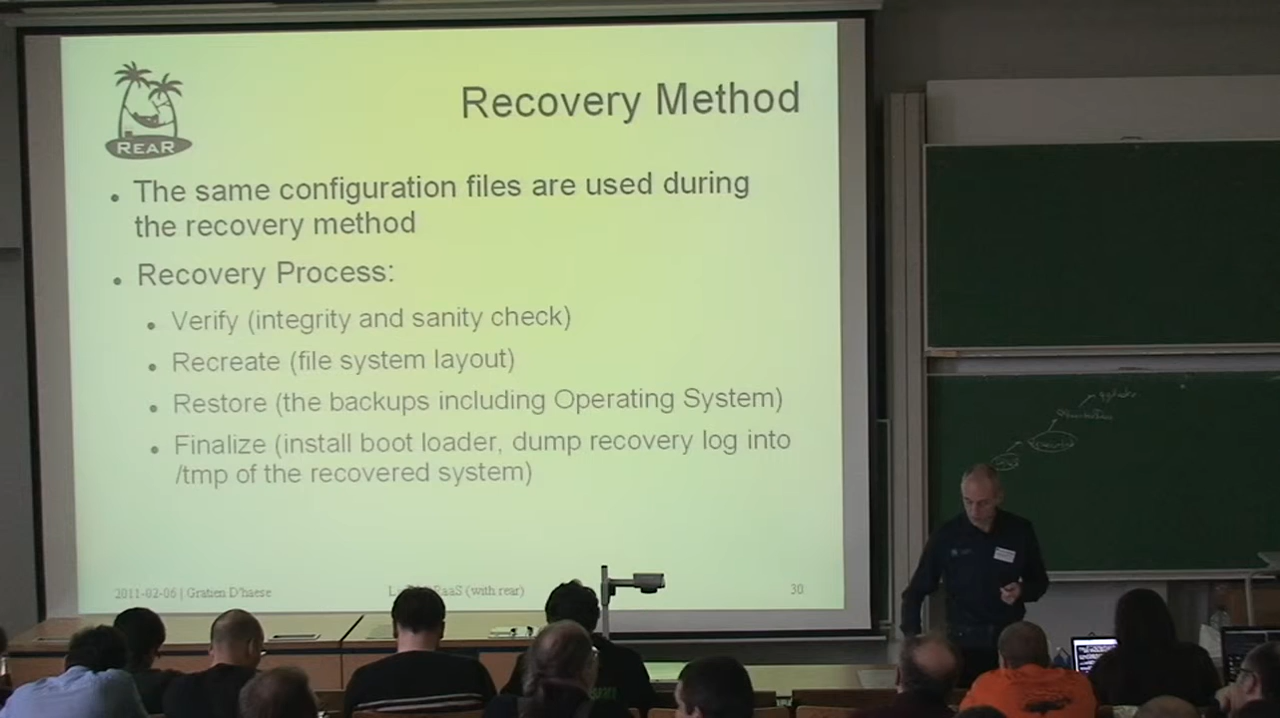 REAR
Recovery Method
• The same configuration files are used during
the recovery method
• Recovery Process:
• Verify (integrity and sanity check)
• Recreate (file system layout)
• Restore (the backups including Operating System)
• Finalize (install boot loader, dump recovery log into
/tmp of the recovered system)
2011-02-06 | Gratien D'haese
(with rear)
30